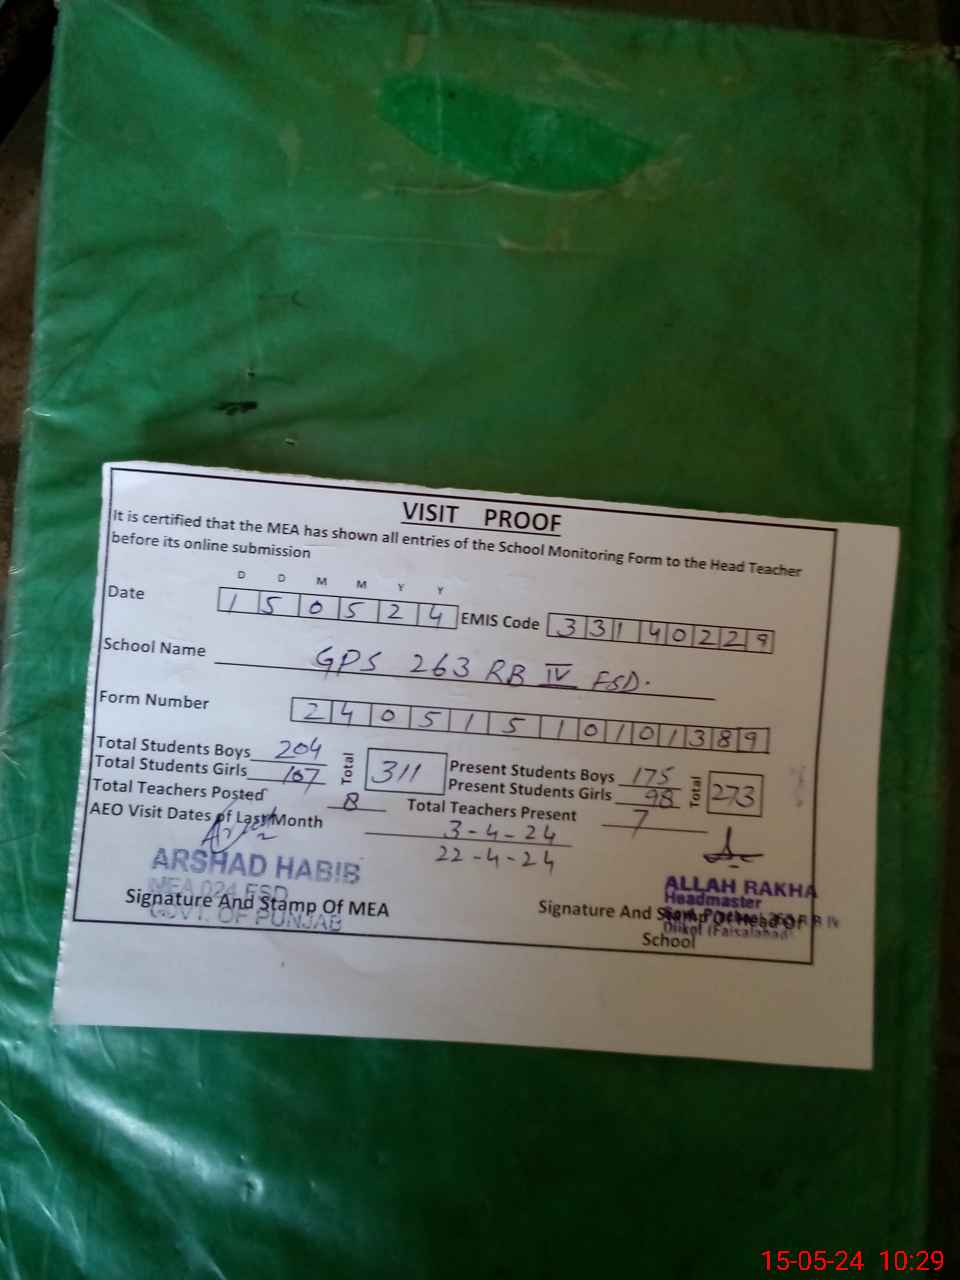 VISIT PROOF
It is certified that the MEA has shown all entries of the School Monitoring Form to the Head Teacher
before its online submission
D D M M Y Y
Date 1 5 0 5 2 4 EMIS Code 3 3 1 4 0 2 2 9
School Name GPS 263 RB IV FSD.
Form Number 2 4 0 5 1 5 1 0 1 0 1 3 8 9
Total Students Boys 204 Total 311 Present Students Boys 175 Total 273
Total Students Girls 107 Present Students Girls 98
Total Teachers Posted 8 Total Teachers Present 7
AEO Visit Dates of Last Month 3-4-24
22-4-24
ARSHAD HABIB
MEA 024 FSD
GOVT. OF PUNJAB
Signature And Stamp Of MEA
ALLAH RAKHA
Headmaster
Signature And Stamp Of Head Of
School
15-05-24 10:29